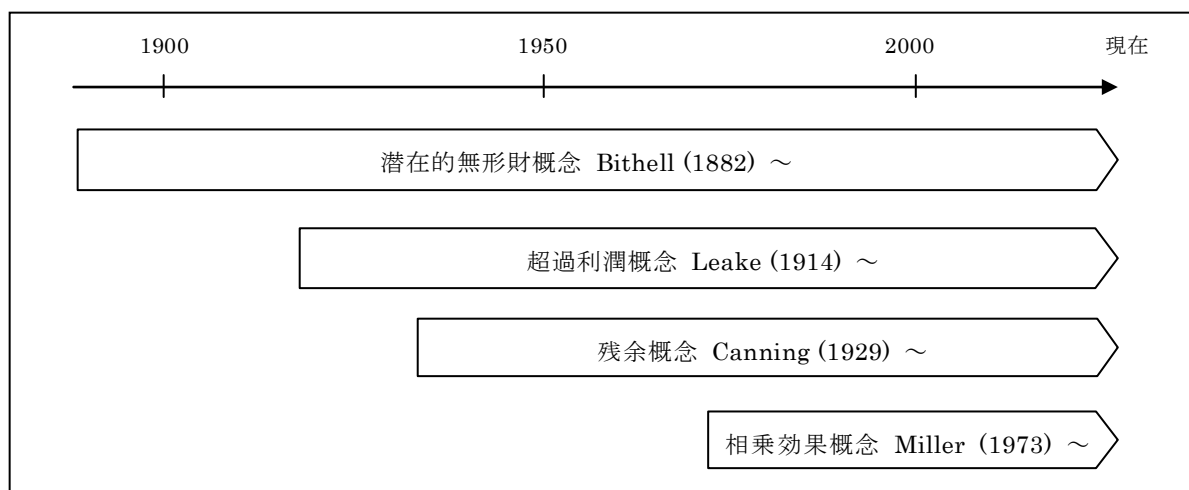 1900 1950 2000 現在
潜在的無形財概念 Bithell (1882) ～
超過利潤概念 Leake (1914) ～
残余概念 Canning (1929) ～
相乗効果概念 Miller (1973) ～